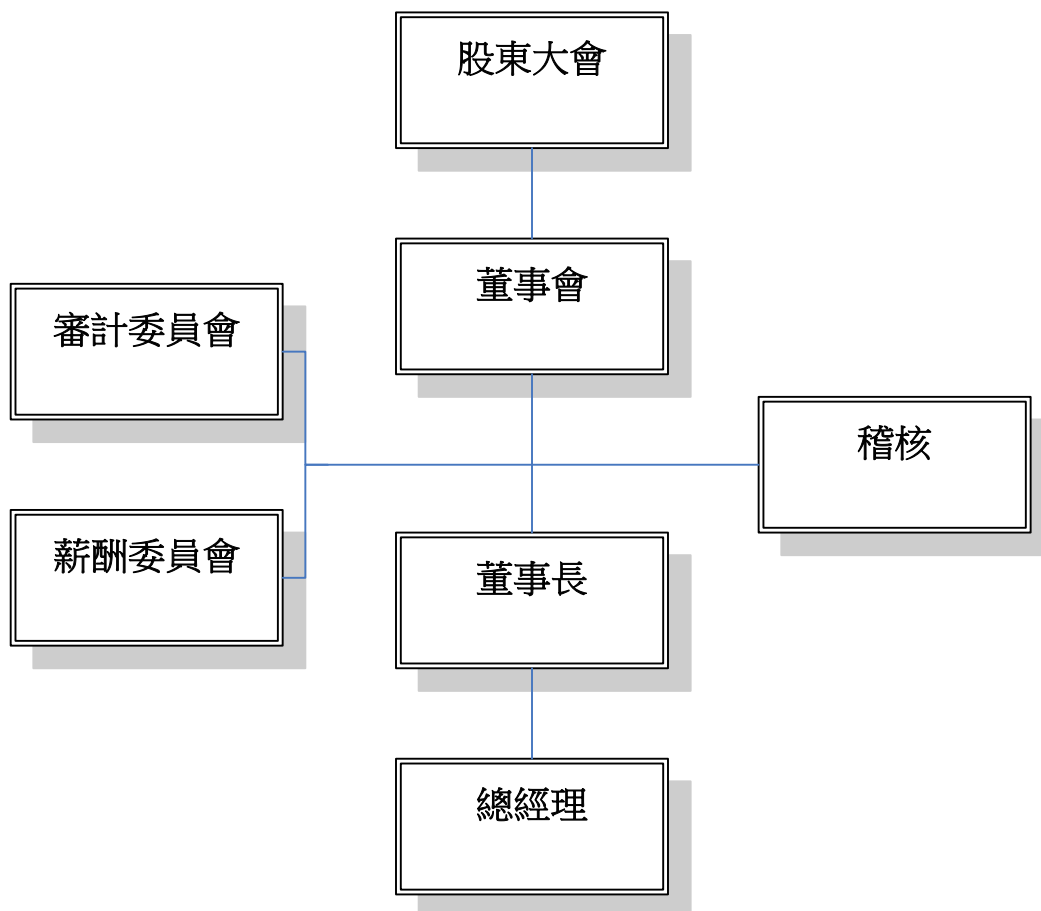 股東大會
董事會
審計委員會
稽核
薪酬委員會
董事長
總經理